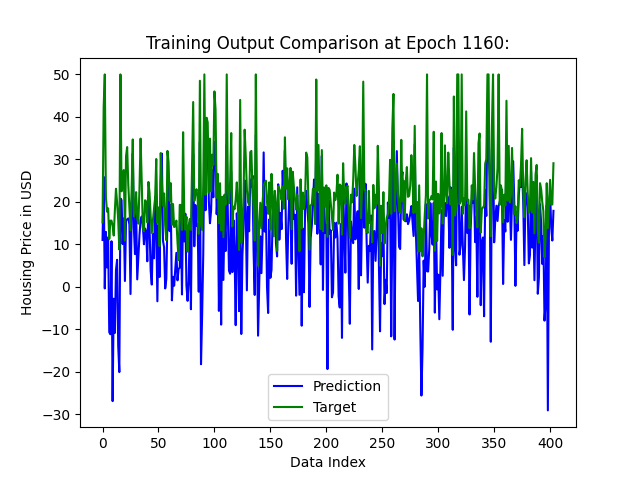 Training Output Comparison at Epoch 1160:
Housing Price in USD
50
40
30
20
10
0
−10
−20
−30
Prediction
Target
0 50 100 150 200 250 300 350 400
Data Index